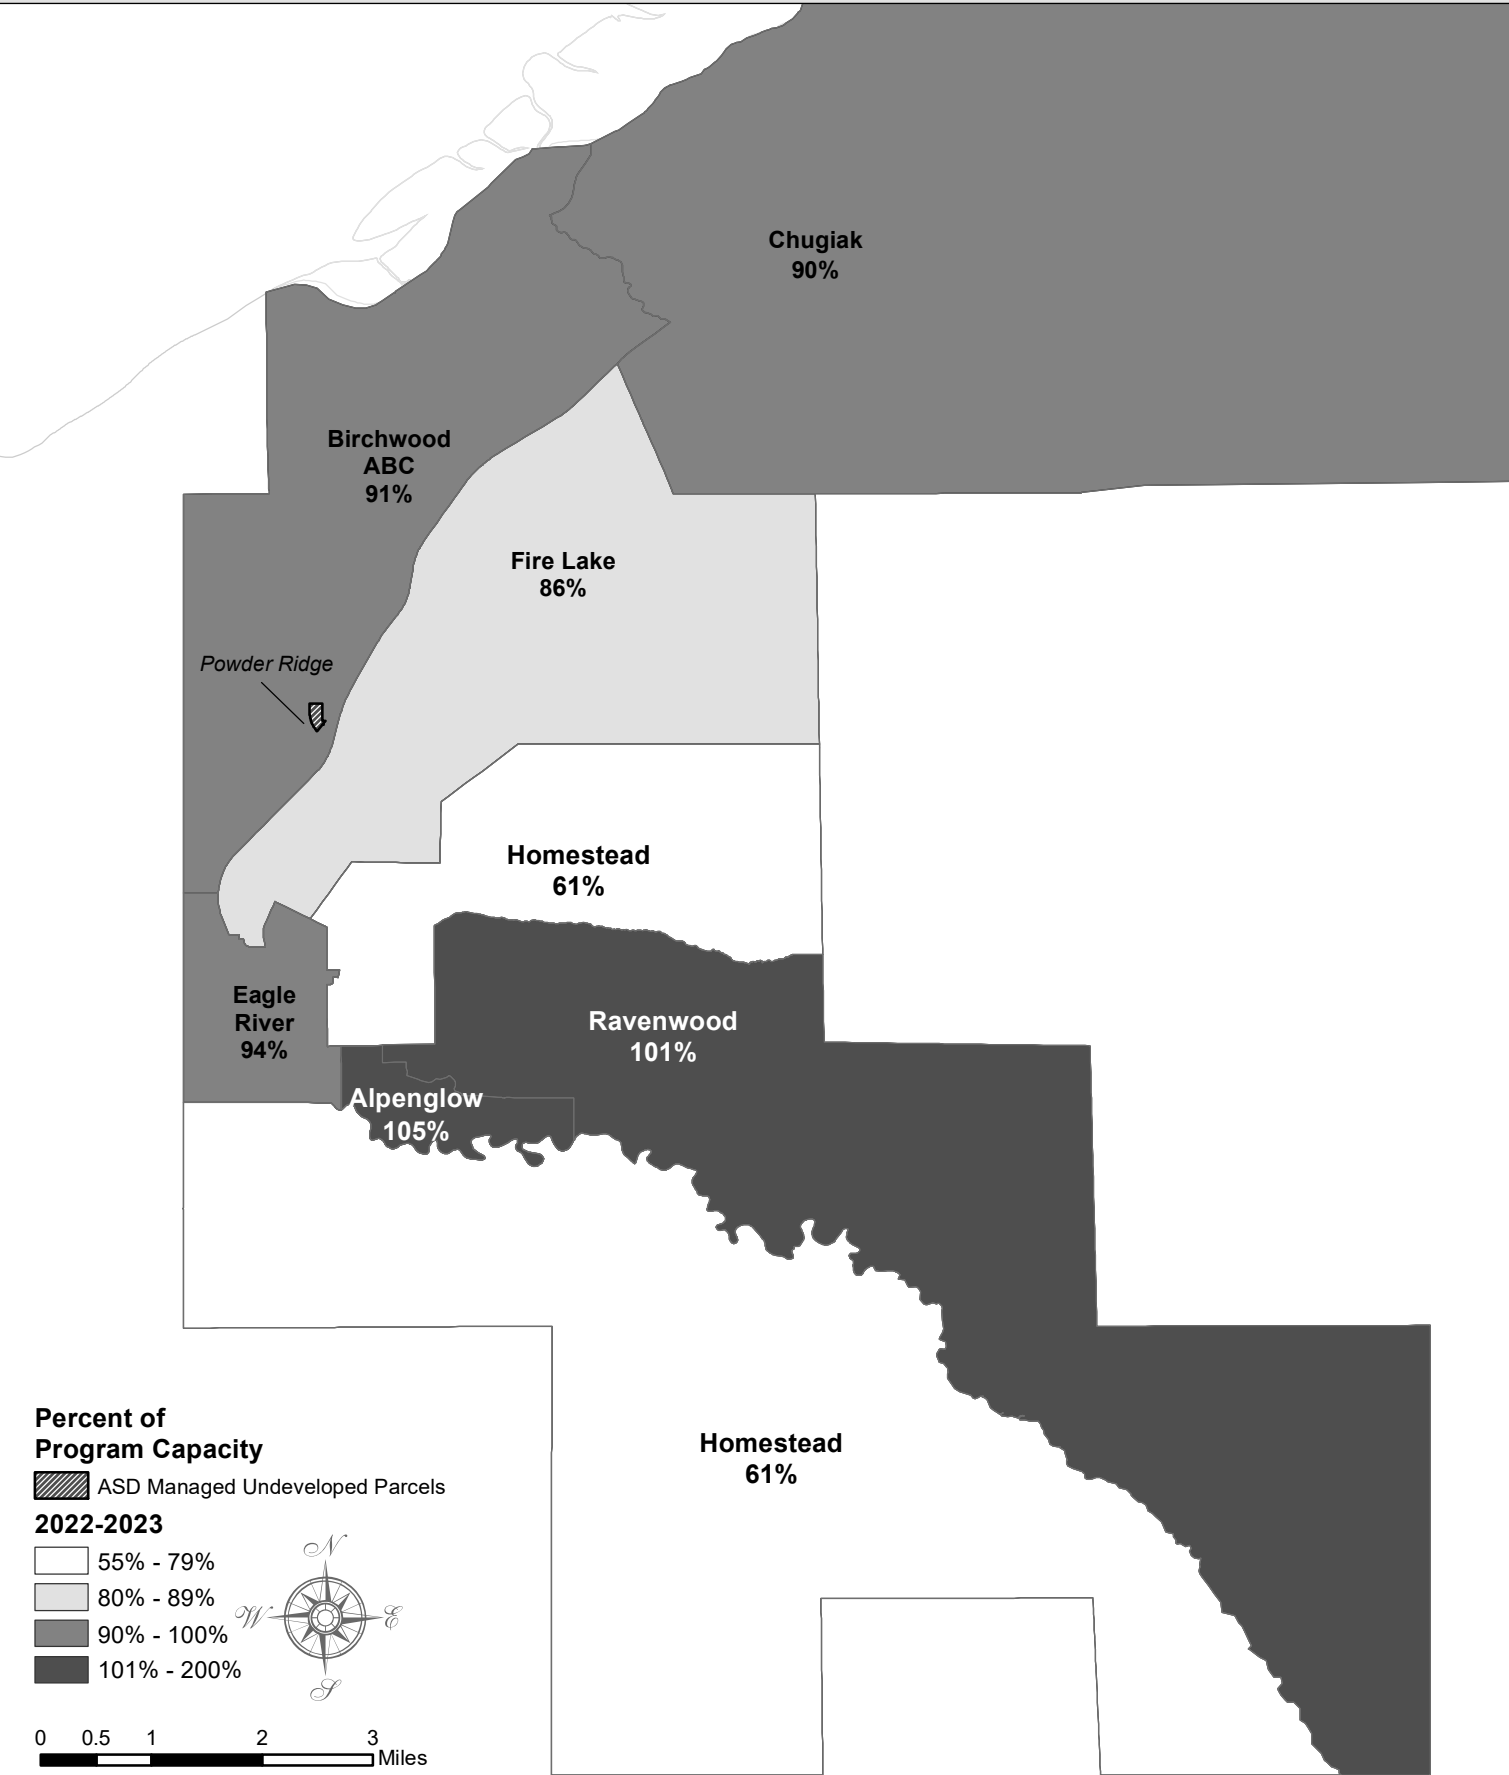 Chugiak
90%
Birchwood
ABC
91%
Fire Lake
86%
Powder Ridge
Homestead
61%
Eagle
River
94%
Ravenwood
101%
Alpenglow
105%
Homestead
61%
Percent of
Program Capacity
ASD Managed Undeveloped Parcels
2022-2023
55% - 79%
80% - 89%
90% - 100%
101% - 200%
N
W E
S
0 0.5 1 2 3
Miles